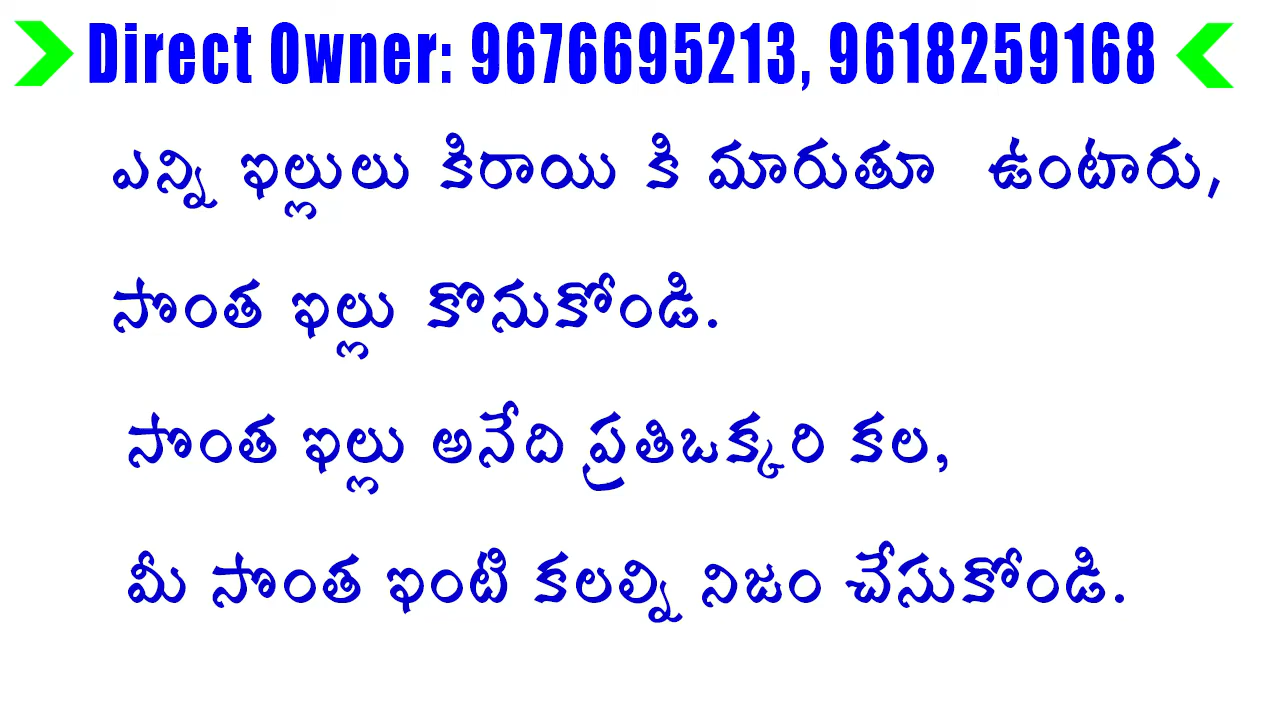 Direct Owner: 9676695213, 9618259168
ఎన్ని ఇల్లులు కిరాయి కి మారుతూ ఉంటారు,
సొంత ఇల్లు కొనుకోండి.
సొంత ఇల్లు అనేది ప్రతిఒక్కరి కల,
మీ సొంత ఇంటి కలల్ని నిజం చేసుకోండి.